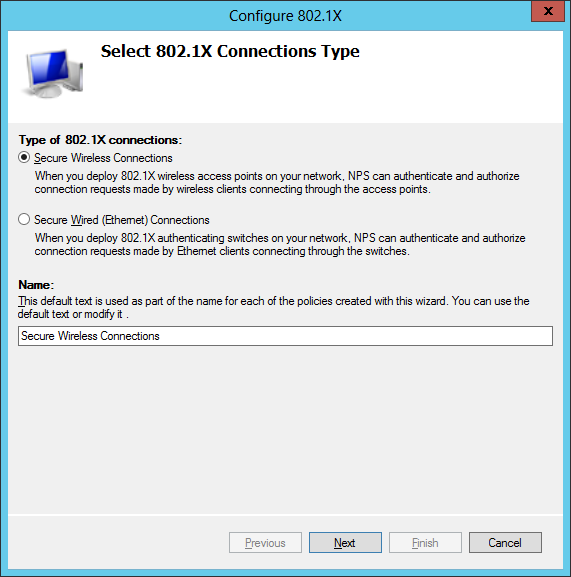 Configure 802.1X
x
Select 802.1X Connections Type
Type of 802.1X connections:
Secure Wireless Connections
When you deploy 802.1X wireless access points on your network, NPS can authenticate and authorize
connection requests made by wireless clients connecting through the access points.
Secure Wired (Ethernet) Connections
When you deploy 802.1X authenticating switches on your network, NPS can authenticate and authorize
connection requests made by Ethernet clients connecting through the switches.
Name:
This default text is used as part of the name for each of the policies created with this wizard. You can use the
default text or modify it .
Secure Wireless Connections
Previous Next Finish Cancel